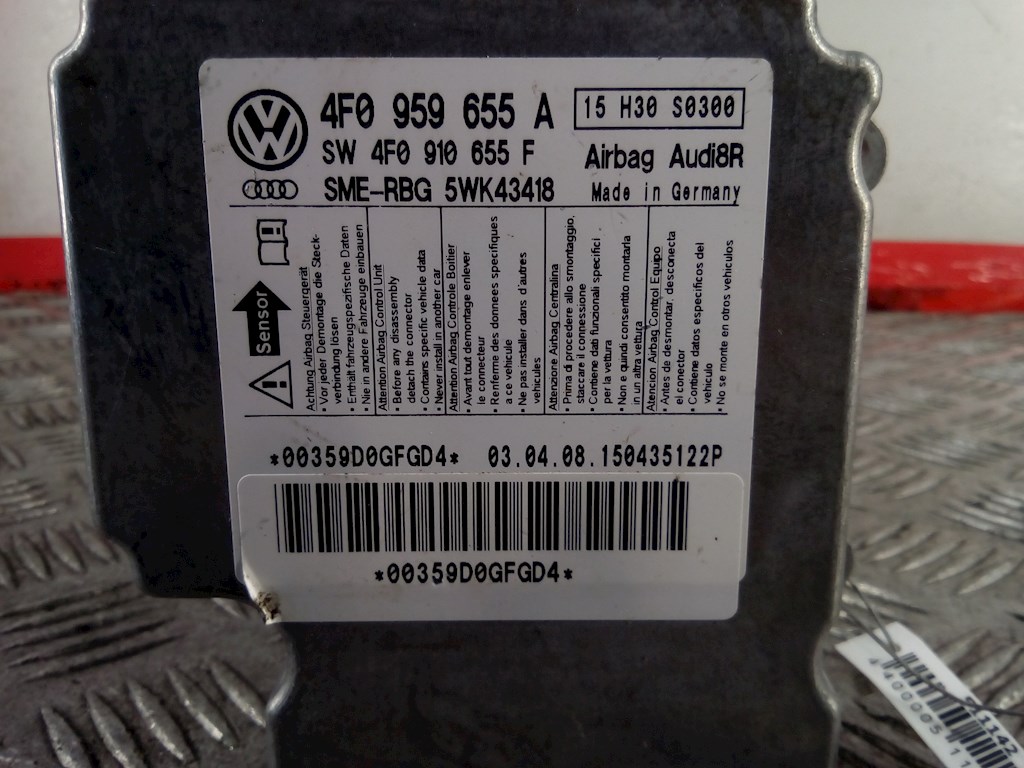 4F0 959 655 A
15 H30 S0300
SW 4F0 910 655 F
Airbag Audi8R
SME-RBG 5WK43418
Made in Germany
Sensor
Achtung Airbag Steuergerät
• Vor jeder Demontage die Steck-
verbindung lösen
• Enthält fahrzeugspezifische Daten
• Nie in andere Fahrzeuge einbauen
Attention Airbag Control Unit
• Before any disassembly
detach the connector
• Contains specific vehicle data
• Never install in another car
Attention Airbag Controle Boitier
• Avant tout demontage enlever
le connecteur
• Renferme des donnees specifiques
a ce vehicule
• Ne pas installer dans d'autres
vehicules
Attenzione Airbag Centralina
• Prima di procedere allo smontaggio,
staccare il connessione
• Contiene dati funzionali specifici
per la vettura
• Non e quindi consentito montarla
in un altra vettura
Atencion Airbag Control Equipo
• Antes de desmontar, desconecta
el conector
• Contiene datos especificos del
vehiculo
• No se monte en otros vehiculos
*00359D0GFGD4*
03.04.08.150435122P
*00359D0GFGD4*